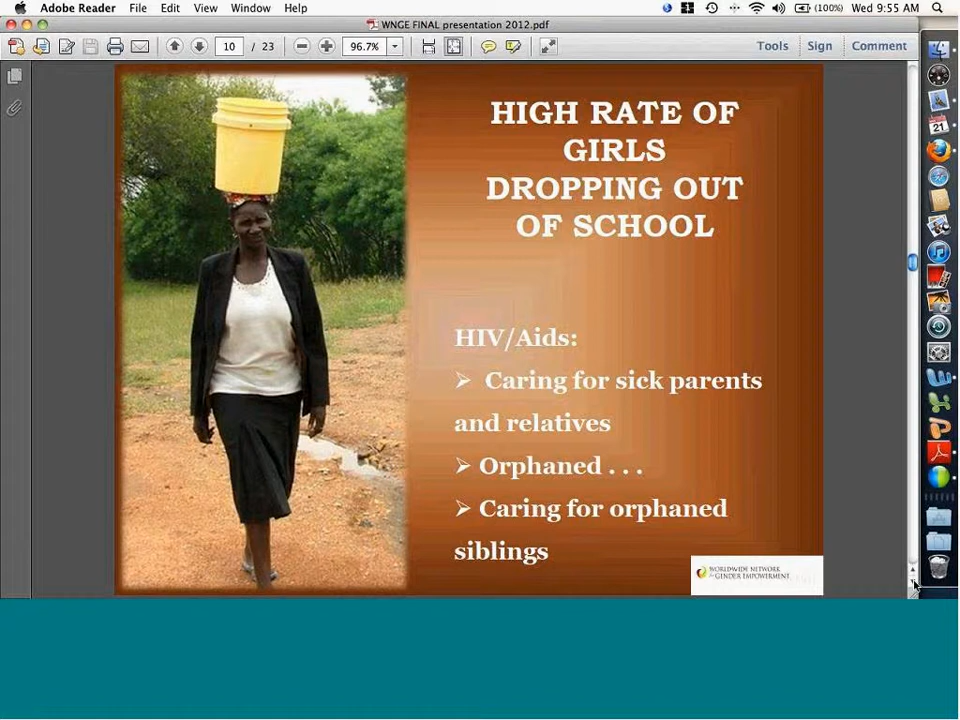 Adobe Reader File Edit View Window Help (100%) Wed 9:55 AM
WNGE FINAL presentation 2012.pdf
10 / 23 96.7% Tools Sign Comment
21
HIGH RATE OF
GIRLS
DROPPING OUT
OF SCHOOL
HIV/Aids:
➢ Caring for sick parents
and relatives
➢ Orphaned . . .
➢ Caring for orphaned
siblings
WORLDWIDE NETWORK
for GENDER EMPOWERMENT